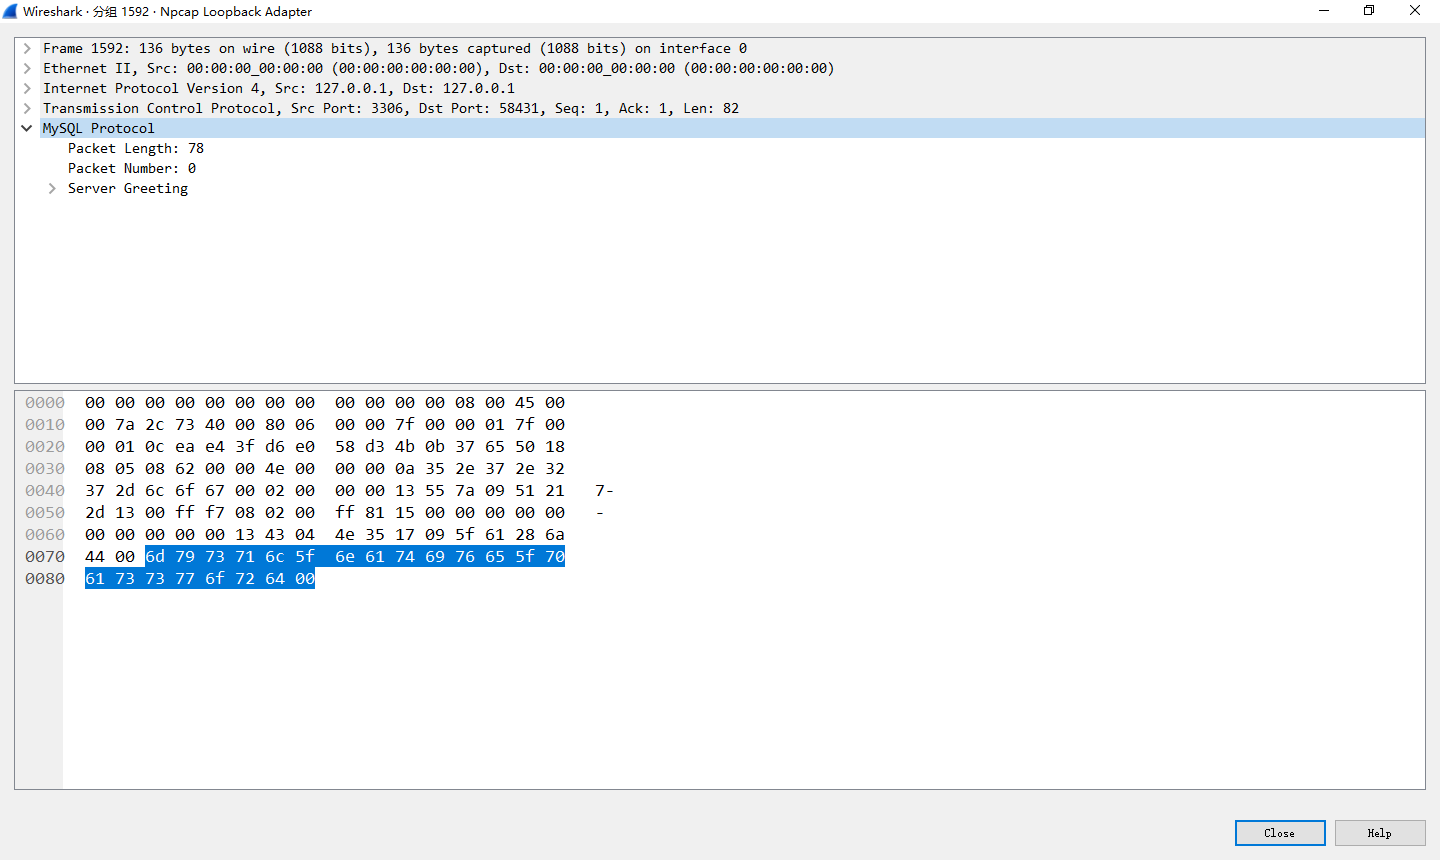 Wireshark · 分组 1592 · Npcap Loopback Adapter
Frame 1592: 136 bytes on wire (1088 bits), 136 bytes captured (1088 bits) on interface 0
Ethernet II, Src: 00:00:00_00:00:00 (00:00:00:00:00:00), Dst: 00:00:00_00:00:00 (00:00:00:00:00:00)
Internet Protocol Version 4, Src: 127.0.0.1, Dst: 127.0.0.1
Transmission Control Protocol, Src Port: 3306, Dst Port: 58431, Seq: 1, Ack: 1, Len: 82
MySQL Protocol
Packet Length: 78
Packet Number: 0
Server Greeting
0000 00 00 00 00 00 00 00 00 00 00 00 00 08 00 45 00
0010 00 7a 2c 73 40 00 80 06 00 00 7f 00 00 01 7f 00
0020 00 01 0c ea e4 3f d6 e0 58 d3 4b 0b 37 65 50 18
0030 08 05 08 62 00 00 4e 00 00 00 0a 35 2e 37 2e 32
0040 37 2d 6c 6f 67 00 02 00 00 00 13 55 7a 09 51 21 7-
0050 2d 13 00 ff f7 08 02 00 ff 81 15 00 00 00 00 00 -
0060 00 00 00 00 00 13 43 04 4e 35 17 09 5f 61 28 6a
0070 44 00 6d 79 73 71 6c 5f 6e 61 74 69 76 65 5f 70
0080 61 73 73 77 6f 72 64 00
Close Help